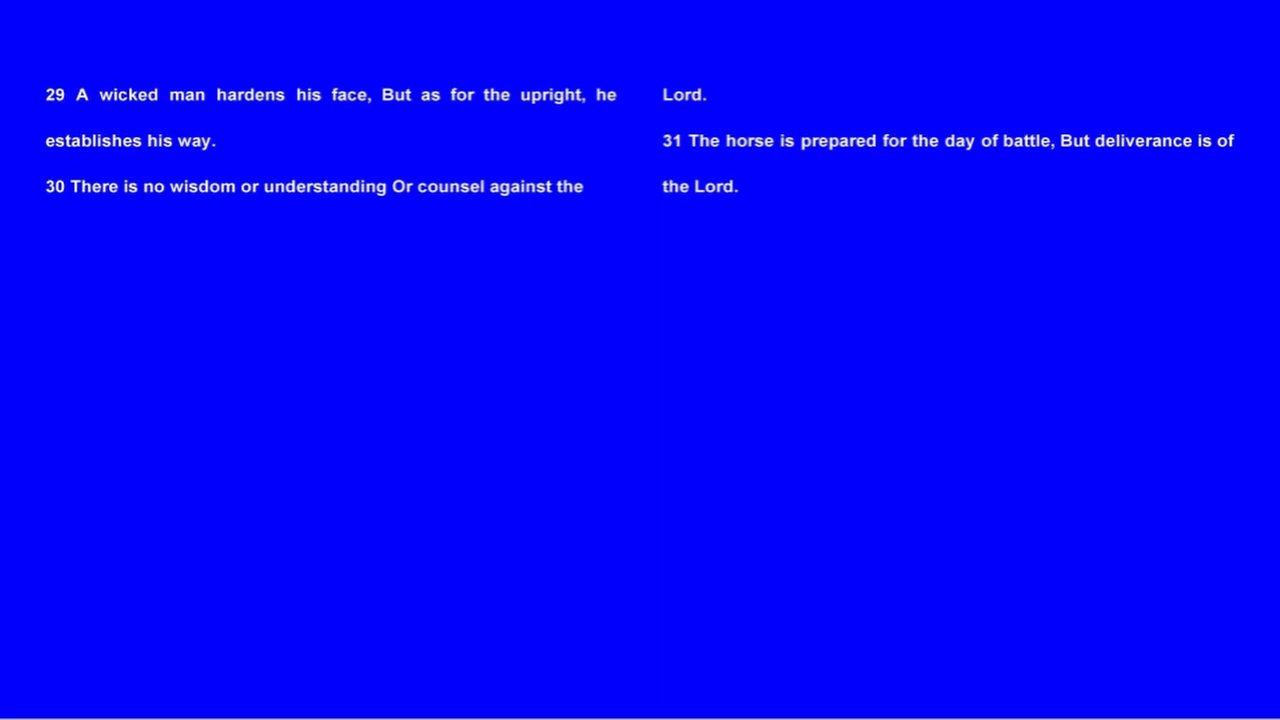 29 A wicked man hardens his face, But as for the upright, he
establishes his way.
30 There is no wisdom or understanding Or counsel against the
Lord.
31 The horse is prepared for the day of battle, But deliverance is of
the Lord.